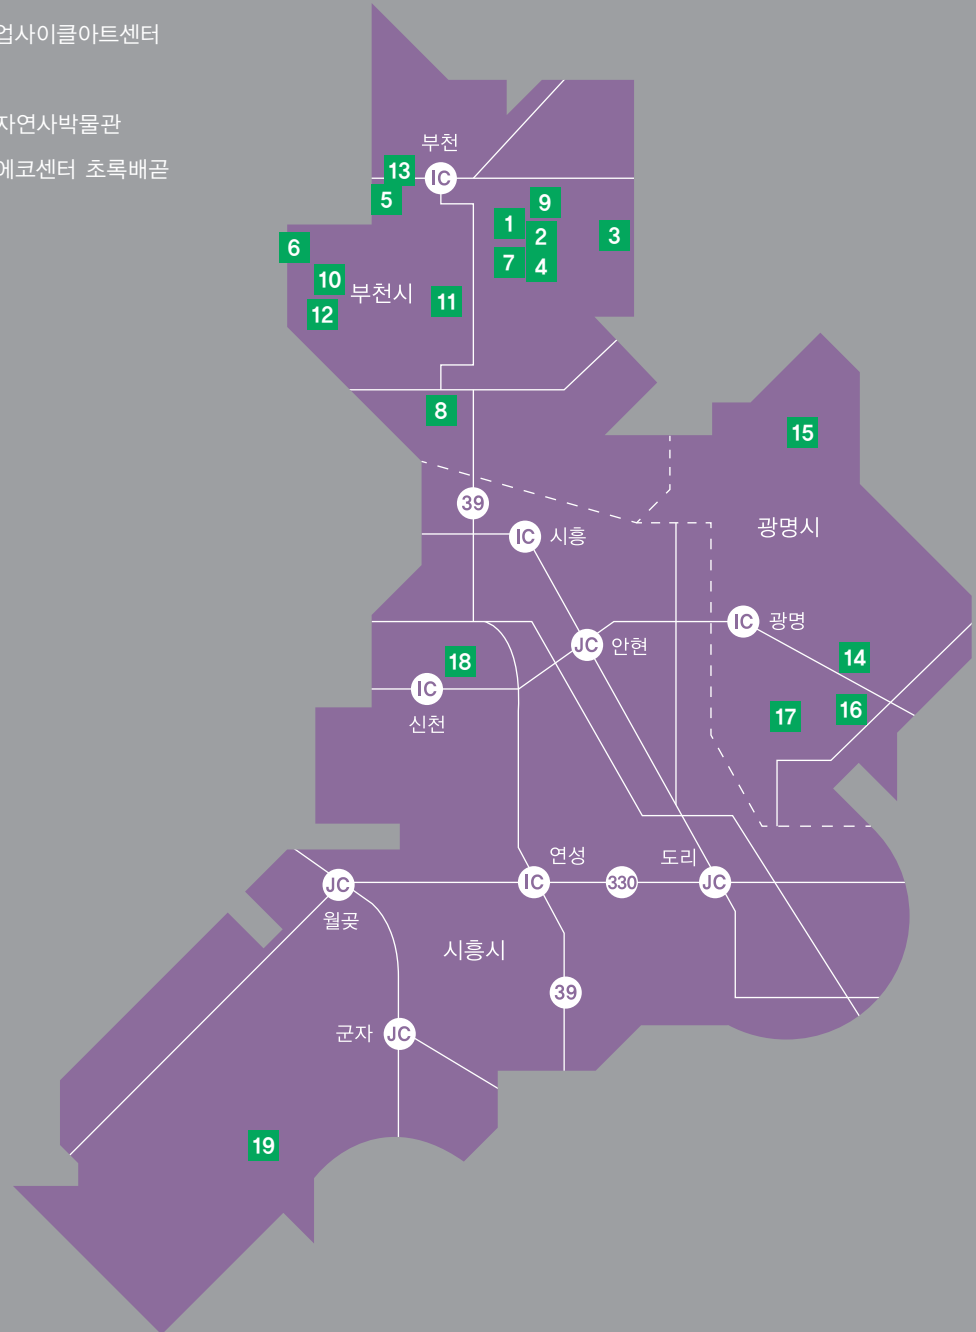 업사이클아트센터
자연사박물관
에코센터 초록배곧
부천
13
IC
5
9
1
2
3
6
7
4
10
부천시
11
12
8
15
39
IC 시흥
광명시
IC 광명
JC 안현
18
14
IC
신천
16
17
연성
도리
JC
IC
330
JC
월곶
시흥시
39
군자 JC
19